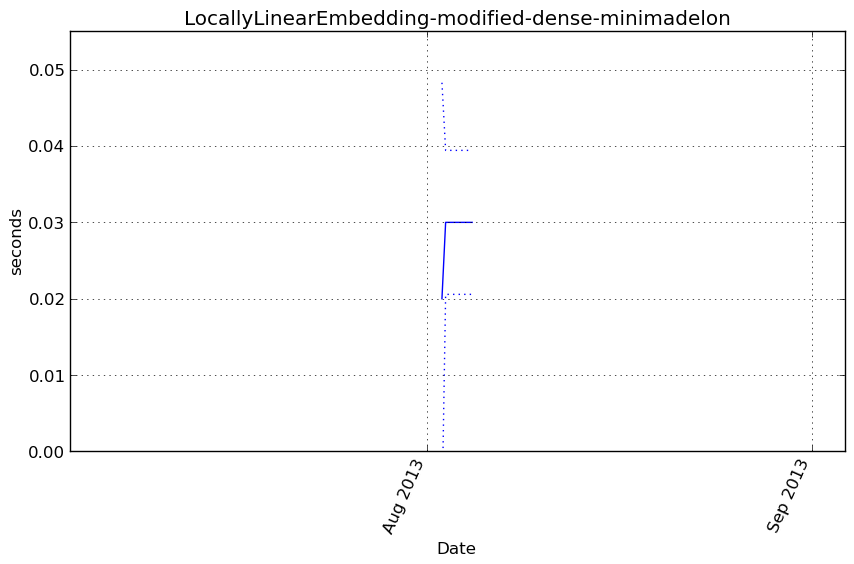 LocallyLinearEmbedding-modified-dense-minimadelon
0.05
0.04
0.03
0.02
0.01
0.00
seconds
Aug 2013
Sep 2013
Date